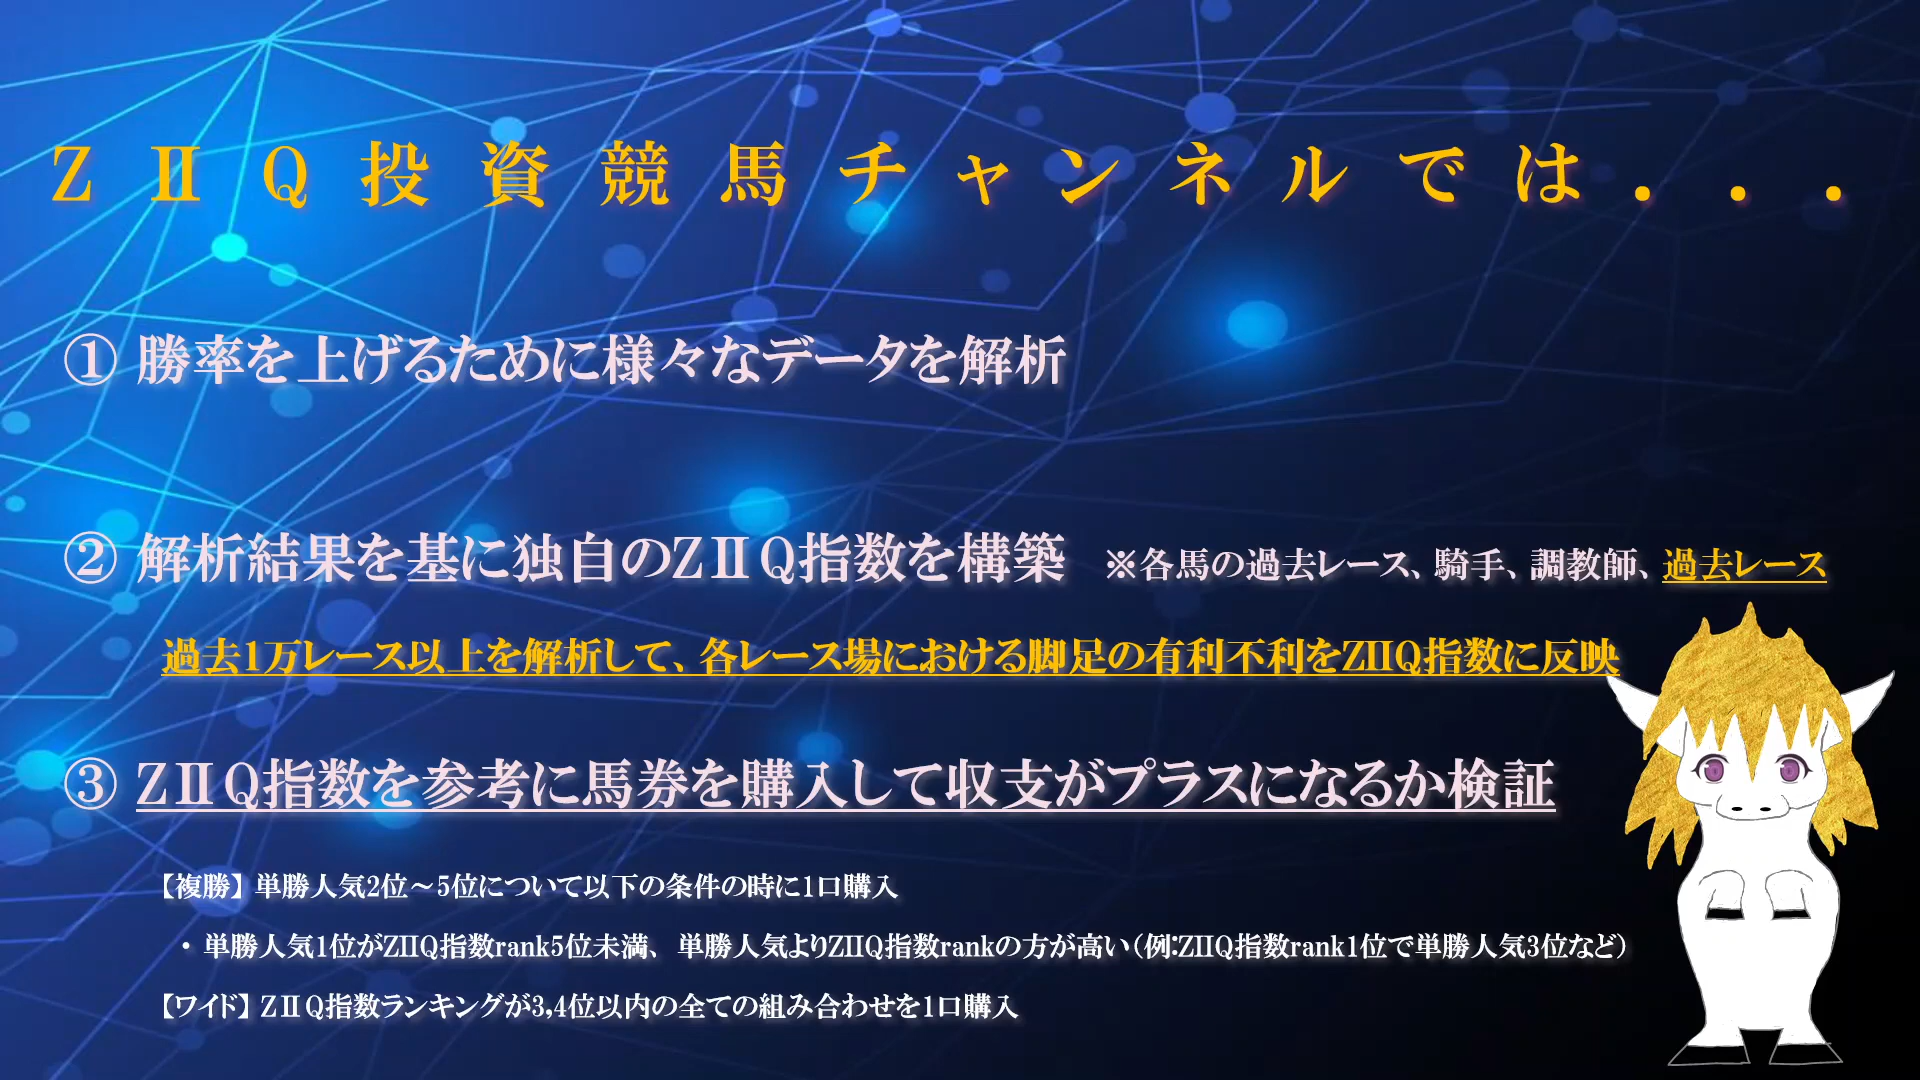 ZⅡQ投資競馬チャンネルでは...
① 勝率を上げるために様々なデータを解析
② 解析結果を基に独自のZⅡQ指数を構築 ※各馬の過去レース、騎手、調教師、過去レース
過去1万レース以上を解析して、各レース場における脚足の有利不利をZⅡQ指数に反映
③ ZⅡQ指数を参考に馬券を購入して収支がプラスになるか検証
【複勝】単勝人気2位～5位について以下の条件の時に1口購入
・単勝人気1位がZⅡQ指数rank5位未満、単勝人気よりZⅡQ指数rankの方が高い（例:ZⅡQ指数rank1位で単勝人気3位など）
【ワイド】ZⅡQ指数ランキングが3,4位以内の全ての組み合わせを1口購入